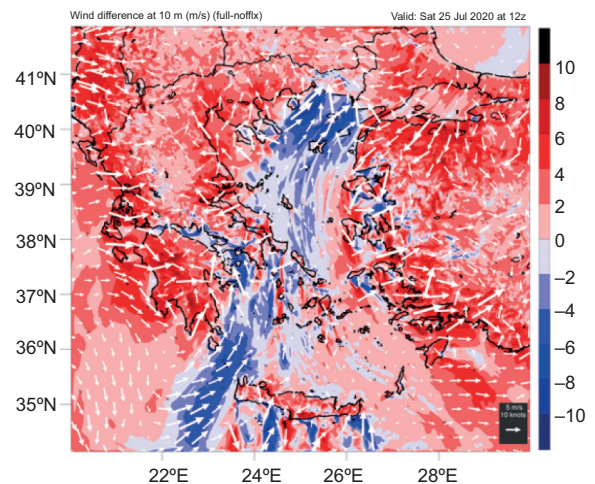 Wind difference at 10 m (m/s) (full-nofflx) Valid: Sat 25 Jul 2020 at 12z
41ºN
40ºN
39ºN
38ºN
37ºN
36ºN
35ºN
22ºE 24ºE 26ºE 28ºE
10
8
6
4
2
0
−2
−4
−6
−8
−10
5 m/s
10 knots